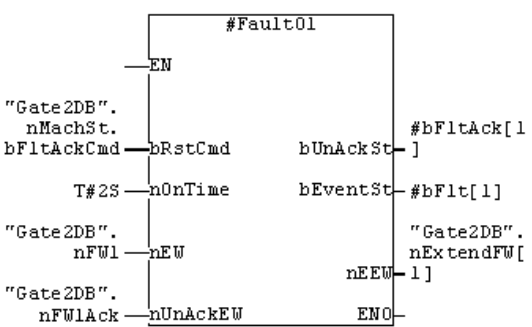 #Fault01
EN
"Gate2DB".
nMachSt.
bFltAckCmd
bRstCmd
bUnAckSt
#bFltAck[1
]
T#2S
nOnTime
bEventSt
#bFlt[1]
"Gate2DB".
nFW1
nEW
"Gate2DB".
nExtendFW[
1]
nEEW
"Gate2DB".
nFW1Ack
nUnAckEW
ENO